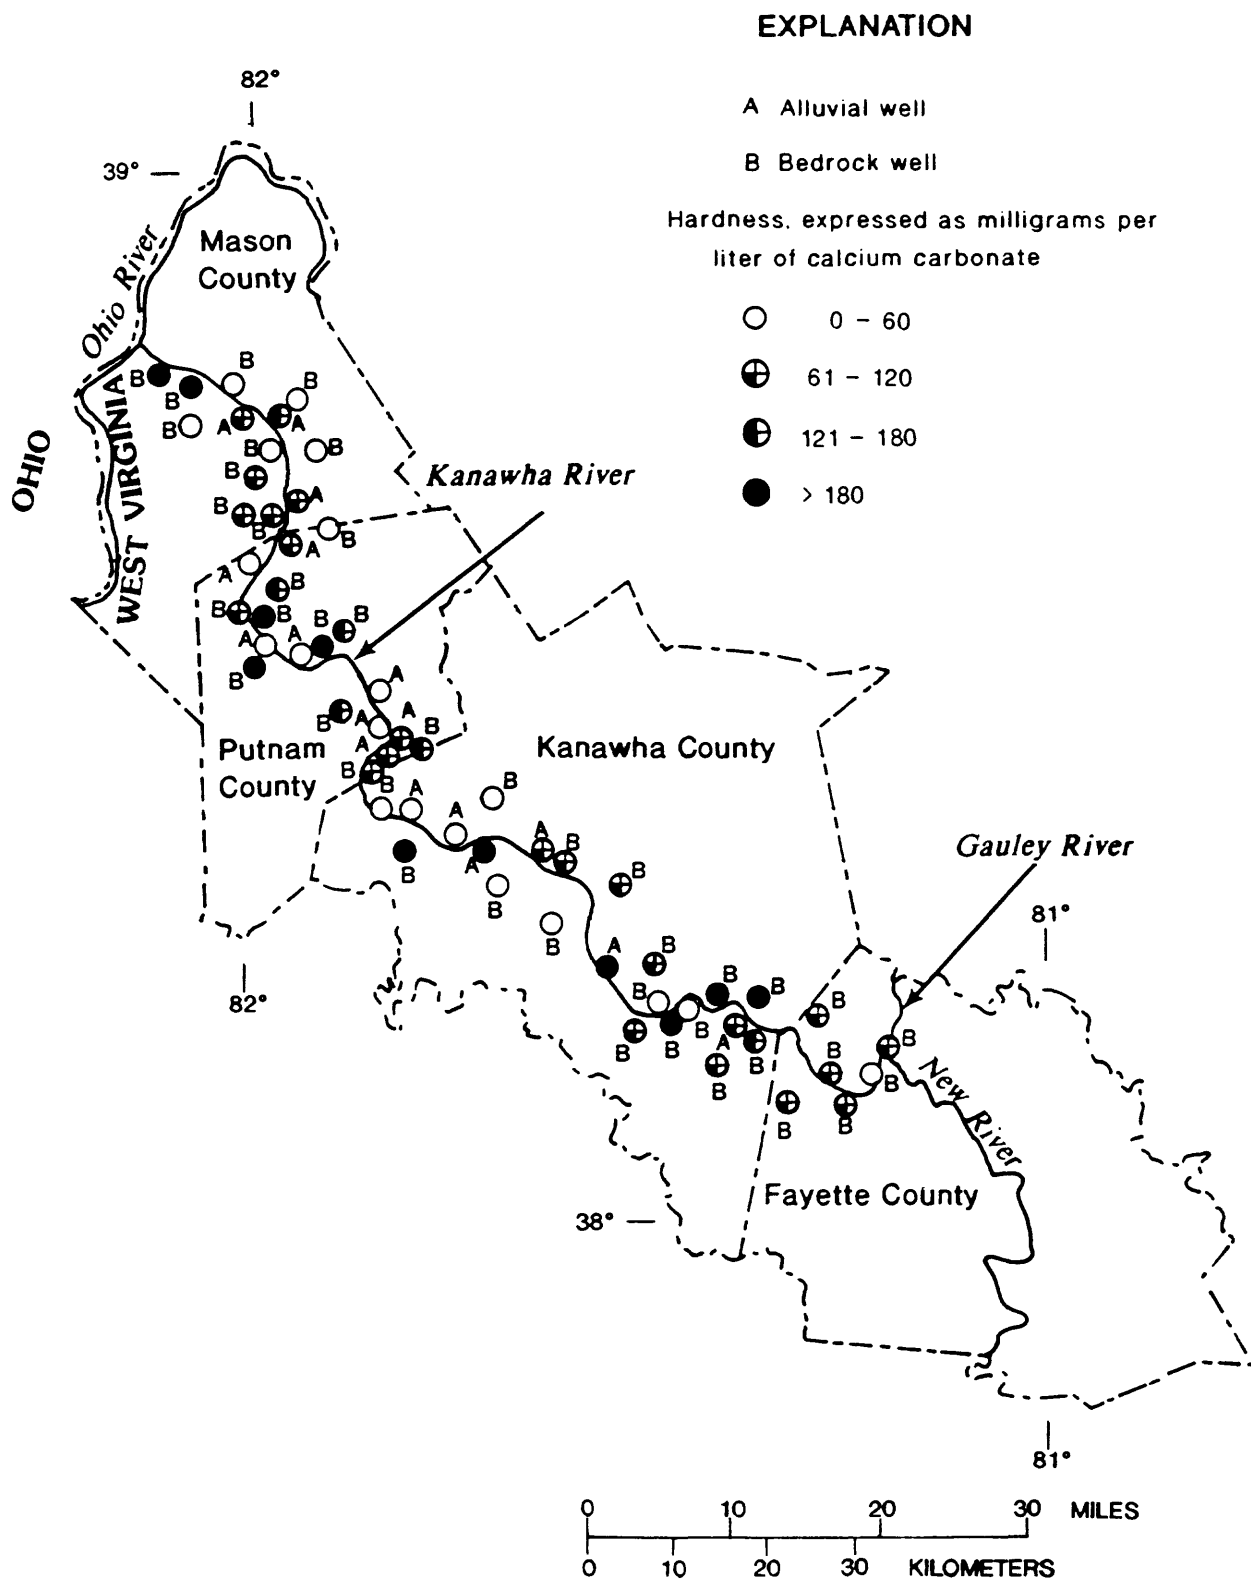 EXPLANATION
A Alluvial well
B Bedrock well
Hardness, expressed as milligrams per
liter of calcium carbonate
0 – 60
61 – 120
121 – 180
> 180
82°
39°
Mason
County
Ohio River
OHIO
WEST VIRGINIA
Kanawha River
B
B
B
B
B
A
A
B
B
B
B
A
B
B
B
A
A
B
B
B
B
B
A
A
B
A
B
A
A
B
A
Putnam
County
Kanawha County
B
B
A
A
B
A
B
A
B
B
B
B
Gauley River
81°
82°
A
B
B
B
B
B
B
B
B
A
B
B
B
B
B
B
B
B
New River
Fayette County
38°
81°
0 10 20 30 MILES
0 10 20 30 KILOMETERS